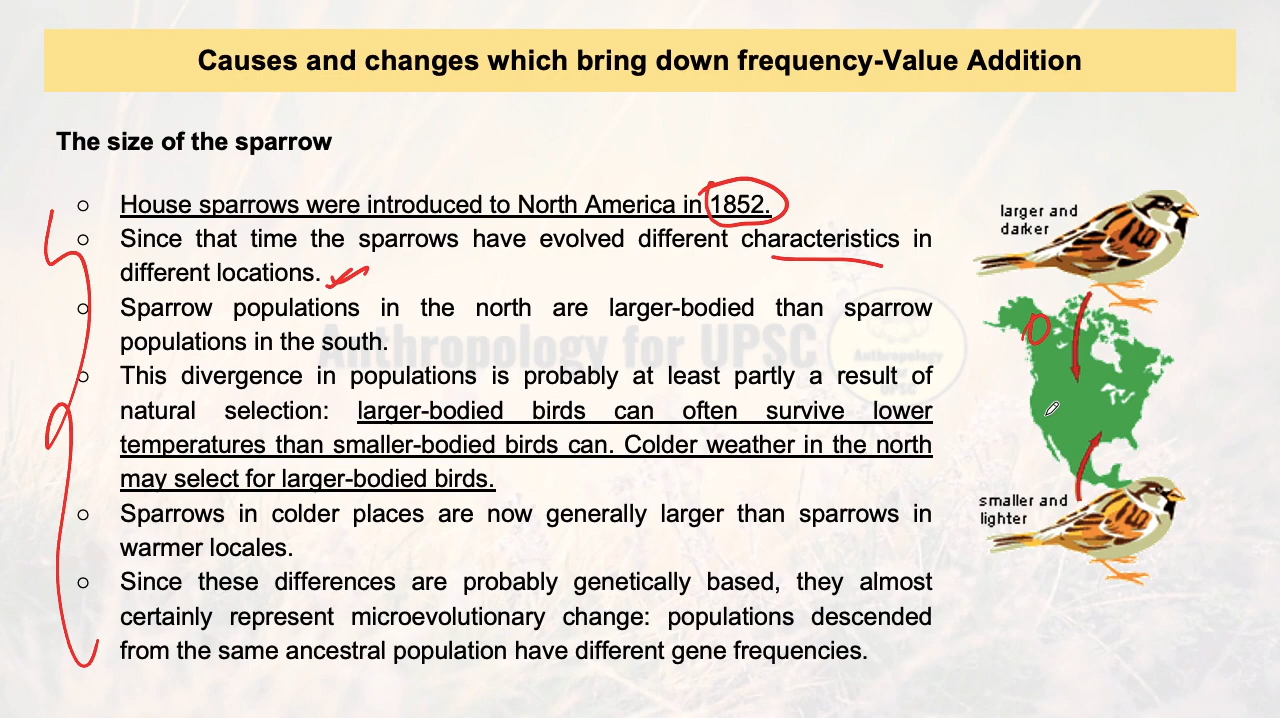 Causes and changes which bring down frequency-Value Addition
The size of the sparrow
○ House sparrows were introduced to North America in 1852.
○ Since that time the sparrows have evolved different characteristics in
different locations.
○ Sparrow populations in the north are larger-bodied than sparrow
populations in the south.
○ This divergence in populations is probably at least partly a result of
natural selection: larger-bodied birds can often survive lower
temperatures than smaller-bodied birds can. Colder weather in the north
may select for larger-bodied birds.
○ Sparrows in colder places are now generally larger than sparrows in
warmer locales.
○ Since these differences are probably genetically based, they almost
certainly represent microevolutionary change: populations descended
from the same ancestral population have different gene frequencies.
larger and
darker
smaller and
lighter
Anthropology for UPSC
Anthropology
UPSC